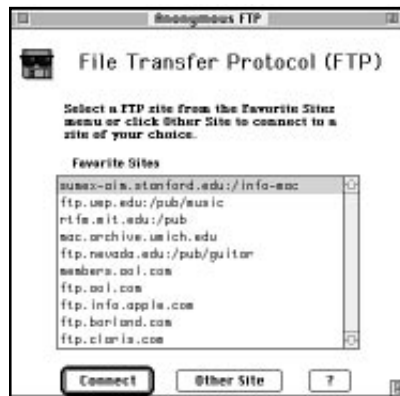 Anonymous FTP
File Transfer Protocol (FTP)
Select a FTP site from the Favorite Sites
menu or click Other Site to connect to a
site of your choice.
Favorite Sites
sumex-aim.stanford.edu:/info-mac
ftp.uwp.edu:/pub/music
rtfm.mit.edu:/pub
mac.archive.umich.edu
ftp.nevada.edu:/pub/guitar
members.aol.com
ftp.aol.com
ftp.info.apple.com
ftp.borland.com
ftp.claris.com
Connect
Other Site
?